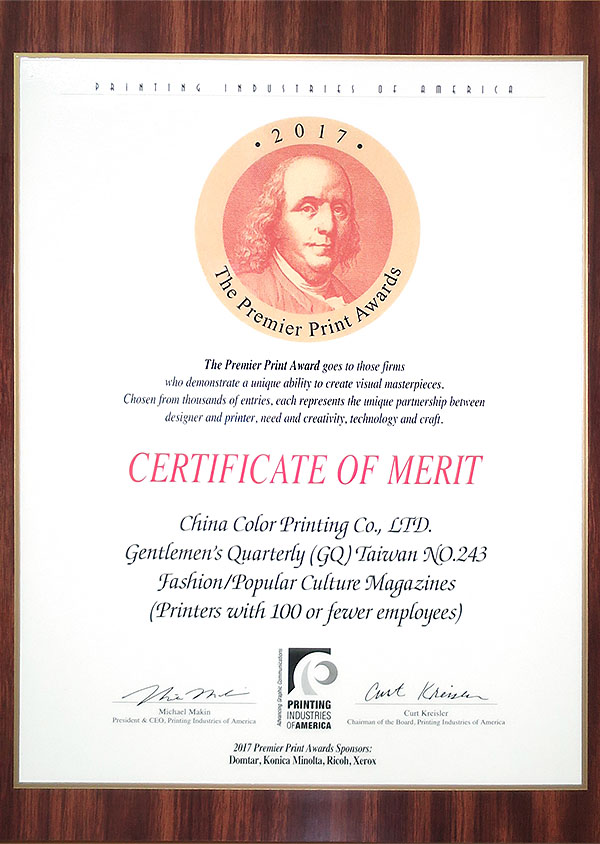 PRINTING INDUSTRIES OF AMERICA
• 2017 •
The Premier Print Awards
The Premier Print Award goes to those firms
who demonstrate a unique ability to create visual masterpieces.
Chosen from thousands of entries, each represents the unique partnership between
designer and printer, need and creativity, technology and craft.
CERTIFICATE OF MERIT
China Color Printing Co., LTD.
Gentlemen's Quarterly (GQ) Taiwan NO.243
Fashion/Popular Culture Magazines
(Printers with 100 or fewer employees)
Michael Makin
President & CEO, Printing Industries of America
Advancing Graphic Communications
PRINTING
INDUSTRIES
OF AMERICA
Curt Kreisler
Curt Kreisler
Chairman of the Board, Printing Industries of America
2017 Premier Print Awards Sponsors:
Domtar, Konica Minolta, Ricoh, Xerox